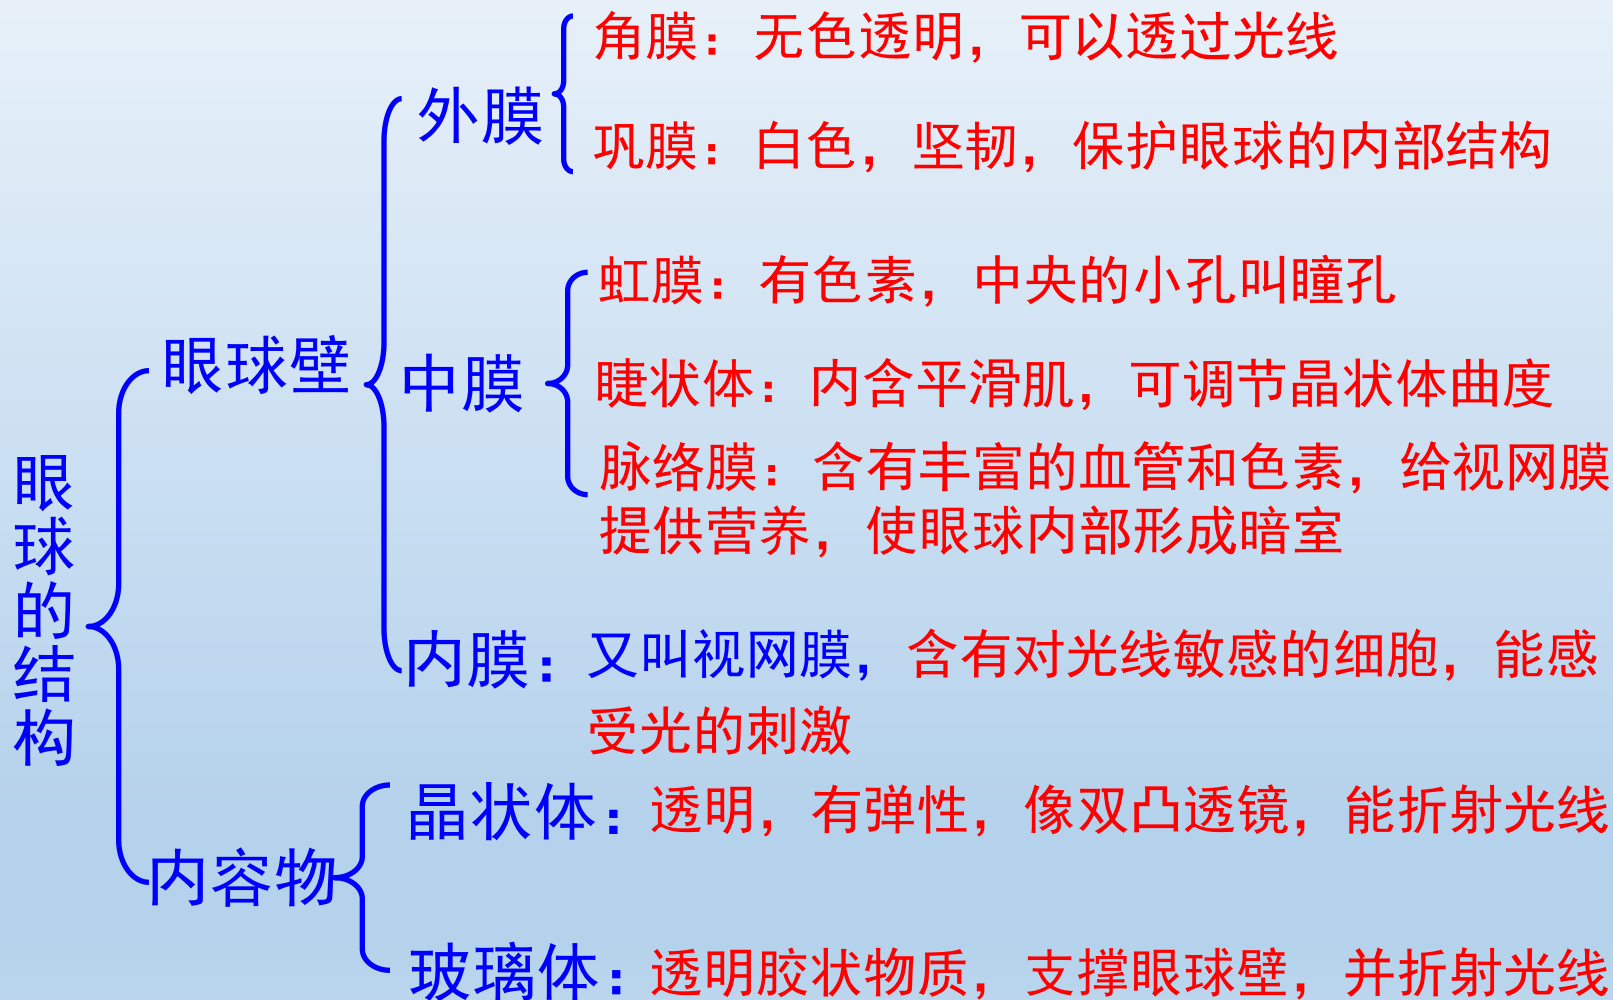 角膜：无色透明，可以透过光线
外膜
巩膜：白色，坚韧，保护眼球的内部结构
虹膜：有色素，中央的小孔叫瞳孔
眼球壁
中膜
睫状体：内含平滑肌，可调节晶状体曲度
脉络膜：含有丰富的血管和色素，给视网膜
提供营养，使眼球内部形成暗室
眼球的结构
内膜：又叫视网膜，含有对光线敏感的细胞，能感
受光的刺激
晶状体：透明，有弹性，像双凸透镜，能折射光线
内容物
玻璃体：透明胶状物质，支撑眼球壁，并折射光线